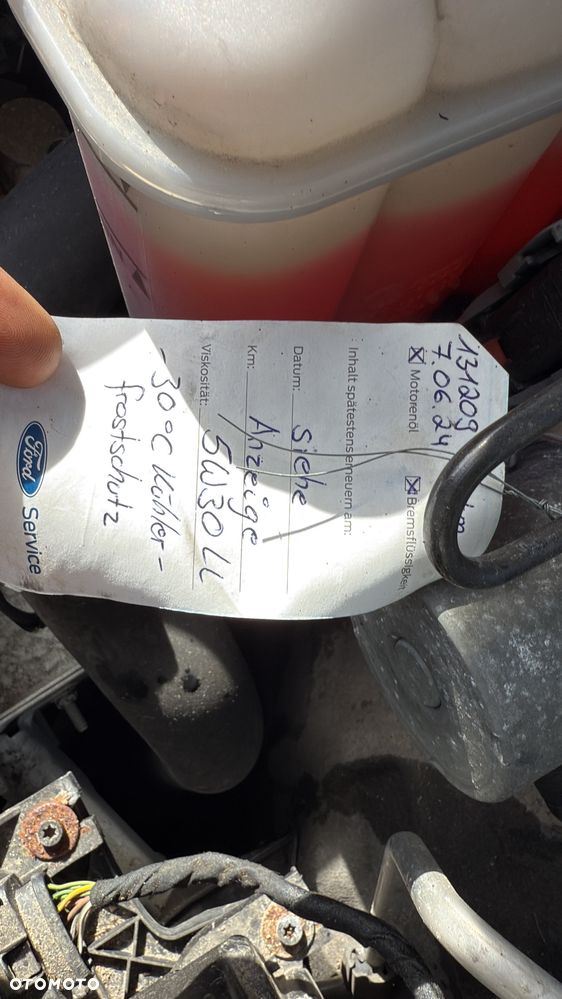 131209
7.06.24
Motorenöl
Bremsflüssigkeit
: Inhalt spätestens erneuern am:
Datum: siehe
Km: Anzeige
Viskosität: 5W30 LL
-30°C Kühler-
frostschutz
Ford Service
OTOMOTO